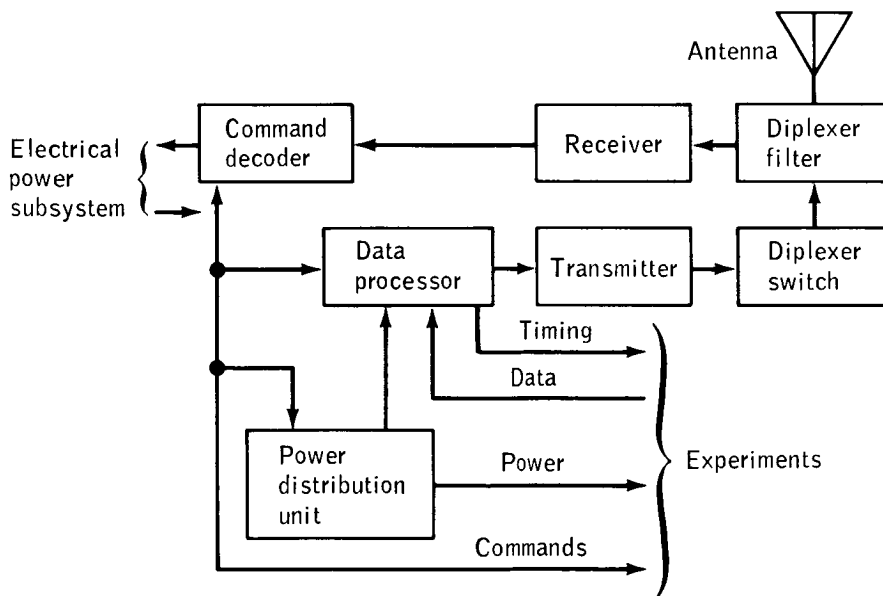 Antenna
Command
decoder
Receiver
Diplexer
filter
Electrical
power
subsystem
Data
processor
Transmitter
Diplexer
switch
Timing
Data
Power
distribution
unit
Power
Experiments
Commands